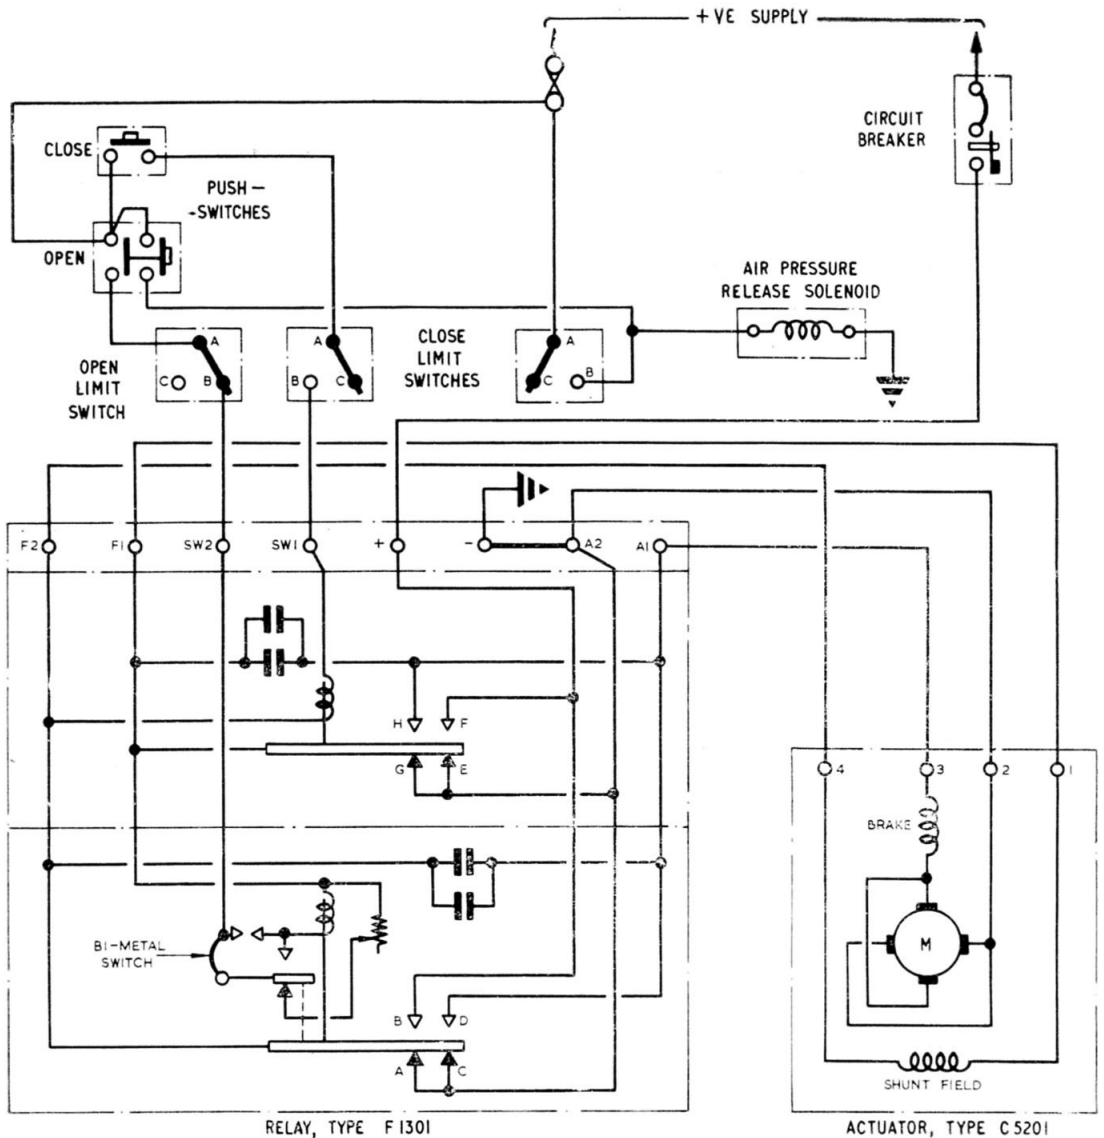 +VE SUPPLY
CIRCUIT
BREAKER
CLOSE
PUSH-
-SWITCHES
OPEN
AIR PRESSURE
RELEASE SOLENOID
CLOSE
LIMIT
SWITCHES
OPEN
LIMIT
SWITCH
A
C
B
A
B
C
A
C
B
F2
F1
SW2
SW1
+
-
A2
A1
H
F
G
E
4
3
2
1
BRAKE
M
BI-METAL
SWITCH
B
D
A
C
SHUNT FIELD
RELAY, TYPE F1301
ACTUATOR, TYPE C5201